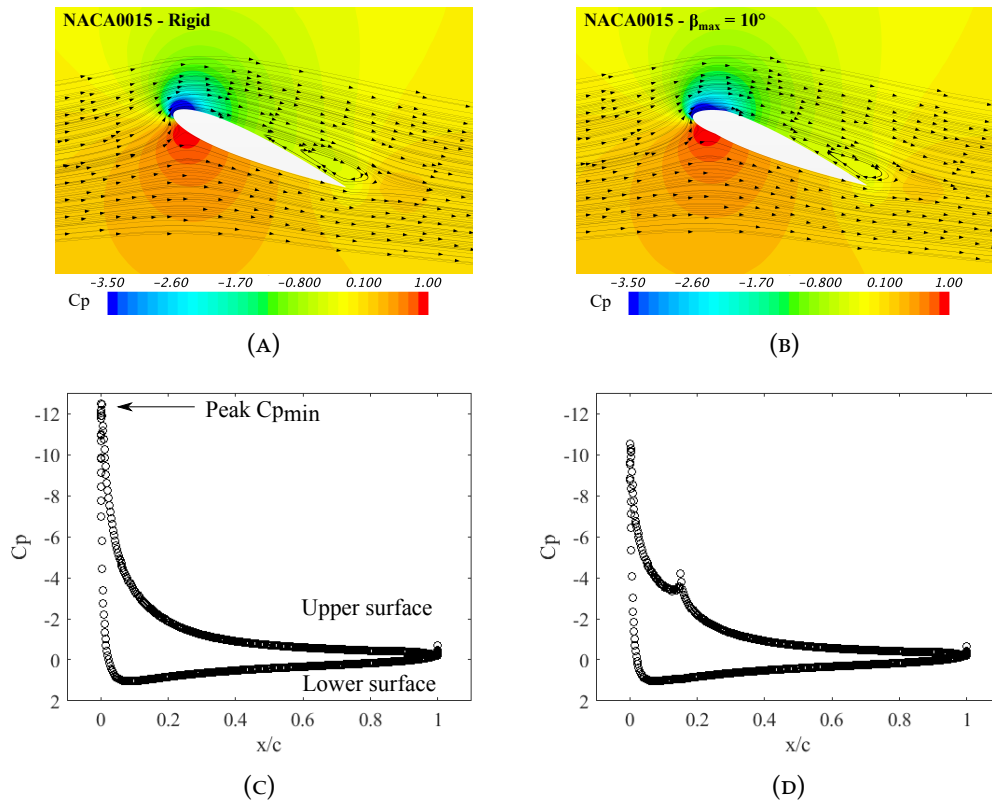 NACA0015 - Rigid
NACA0015 - βmax = 10°
Cp
-3.50 -2.60 -1.70 -0.800 0.100 1.00
Cp
-3.50 -2.60 -1.70 -0.800 0.100 1.00
(A)
(B)
Peak Cpmin
Upper surface
Lower surface
Cp
-12
-10
-8
-6
-4
-2
0
2
0 0.2 0.4 0.6 0.8 1
x/c
(C)
Cp
-12
-10
-8
-6
-4
-2
0
2
0 0.2 0.4 0.6 0.8 1
x/c
(D)